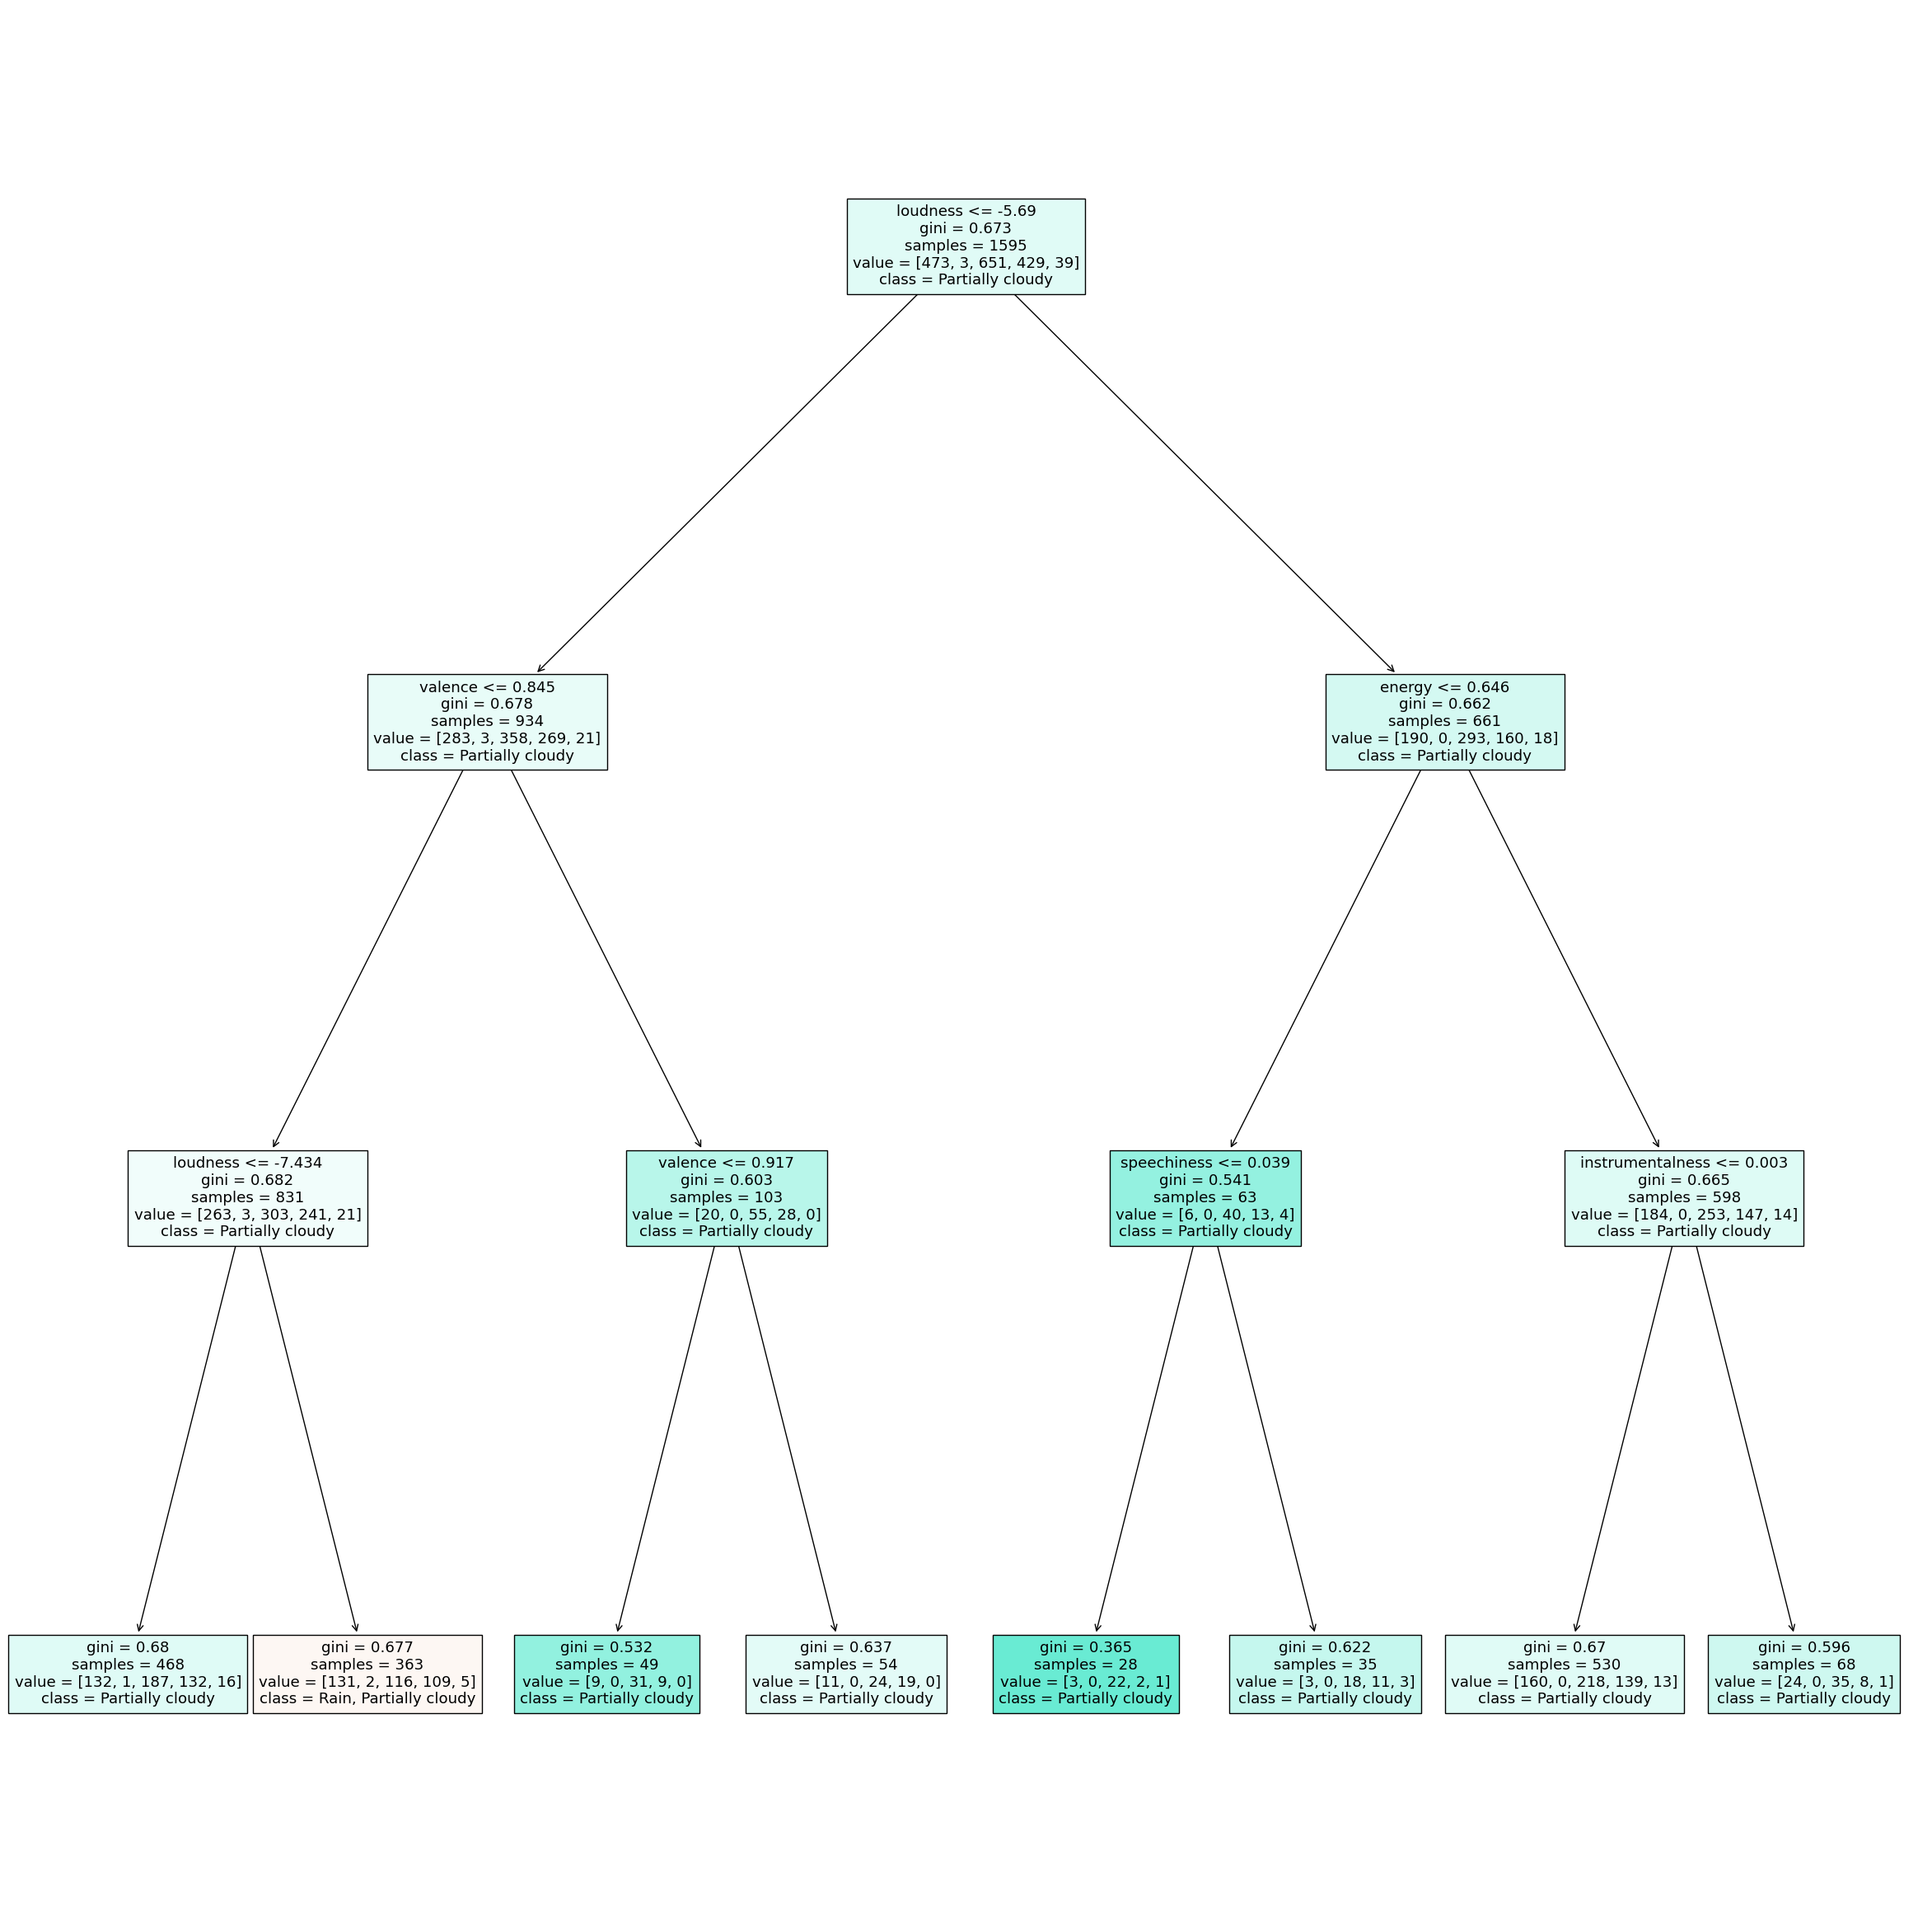 loudness <= -5.69
gini = 0.673
samples = 1595
value = [473, 3, 651, 429, 39]
class = Partially cloudy
valence <= 0.845
gini = 0.678
samples = 934
value = [283, 3, 358, 269, 21]
class = Partially cloudy
energy <= 0.646
gini = 0.662
samples = 661
value = [190, 0, 293, 160, 18]
class = Partially cloudy
loudness <= -7.434
gini = 0.682
samples = 831
value = [263, 3, 303, 241, 21]
class = Partially cloudy
valence <= 0.917
gini = 0.603
samples = 103
value = [20, 0, 55, 28, 0]
class = Partially cloudy
speechiness <= 0.039
gini = 0.541
samples = 63
value = [6, 0, 40, 13, 4]
class = Partially cloudy
instrumentalness <= 0.003
gini = 0.665
samples = 598
value = [184, 0, 253, 147, 14]
class = Partially cloudy
gini = 0.68
samples = 468
value = [132, 1, 187, 132, 16]
class = Partially cloudy
gini = 0.677
samples = 363
value = [131, 2, 116, 109, 5]
class = Rain, Partially cloudy
gini = 0.532
samples = 49
value = [9, 0, 31, 9, 0]
class = Partially cloudy
gini = 0.637
samples = 54
value = [11, 0, 24, 19, 0]
class = Partially cloudy
gini = 0.365
samples = 28
value = [3, 0, 22, 2, 1]
class = Partially cloudy
gini = 0.622
samples = 35
value = [3, 0, 18, 11, 3]
class = Partially cloudy
gini = 0.67
samples = 530
value = [160, 0, 218, 139, 13]
class = Partially cloudy
gini = 0.596
samples = 68
value = [24, 0, 35, 8, 1]
class = Partially cloudy